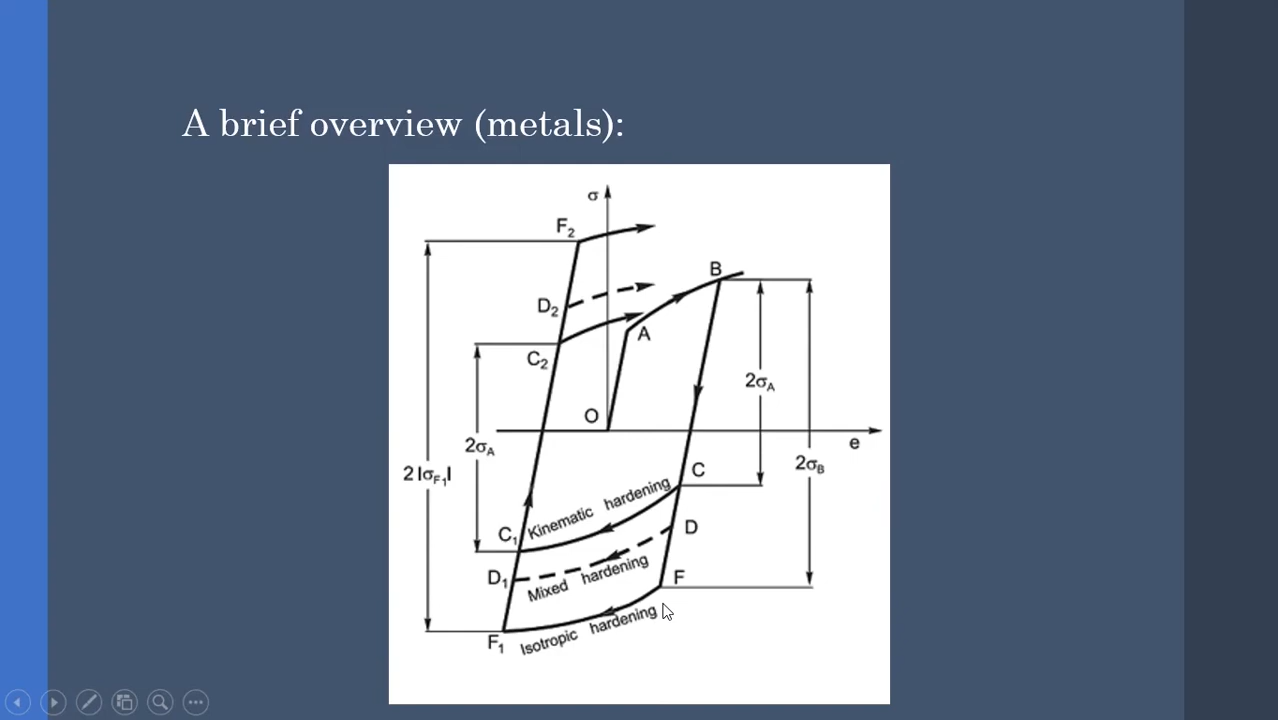 A brief overview (metals):
σ
F₂
B
D₂
A
C₂
2σ_A
O
e
2σ_A
2σ_B
2|σ_F₁|
C
Kinematic hardening
C₁
D
D₁
Mixed hardening
F
F₁
Isotropic hardening